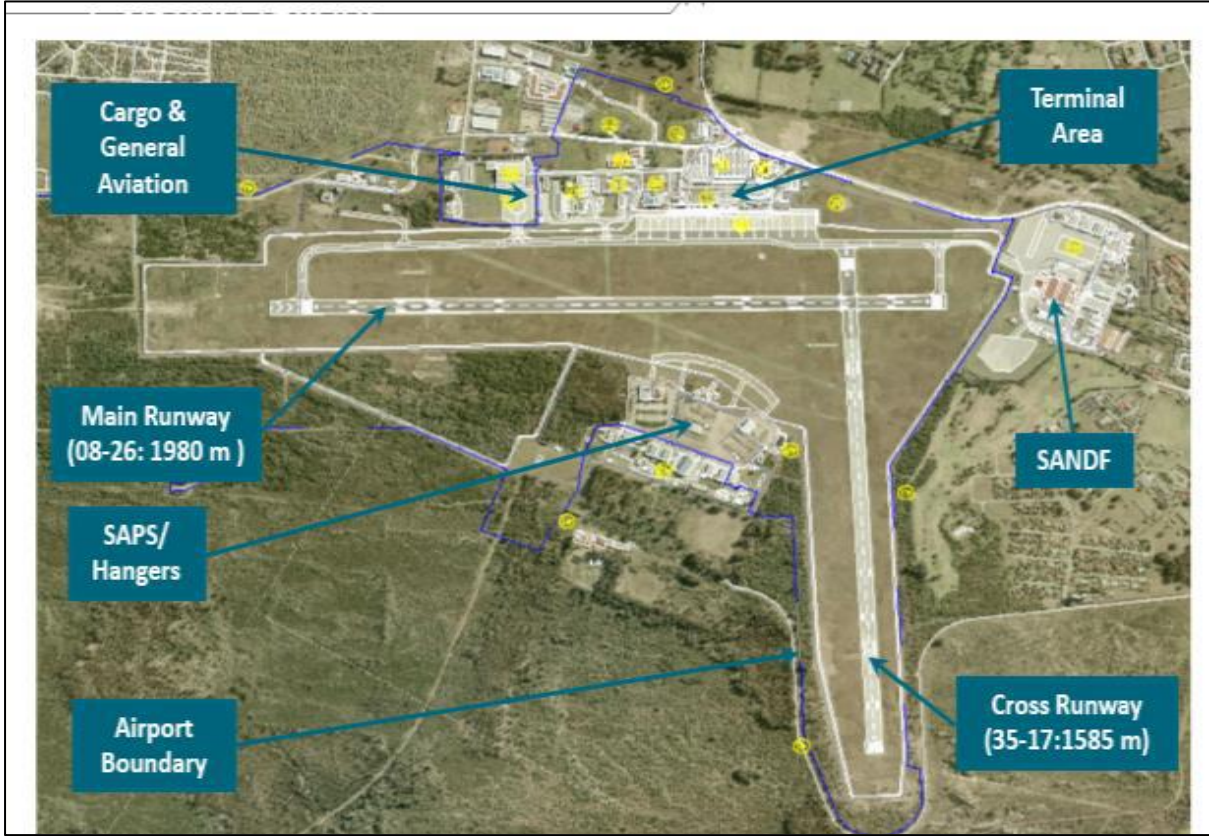 Cargo &
General
Aviation
Terminal
Area
Main Runway
(08-26: 1980 m )
SANDF
SAPS/
Hangers
Airport
Boundary
Cross Runway
(35-17:1585 m)